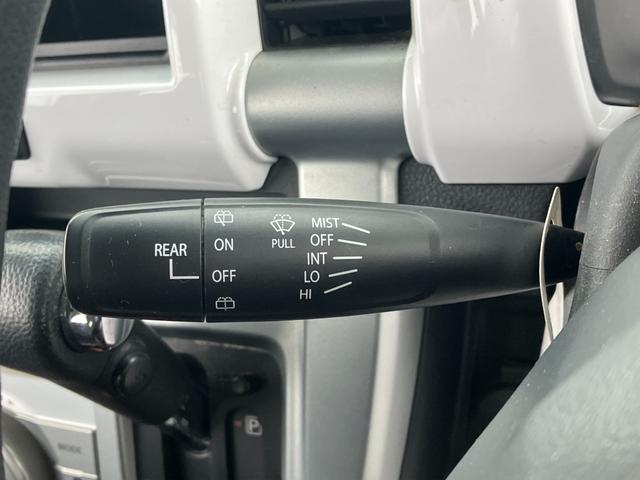 REAR
ON
OFF
PULL
MIST
OFF
INT
LO
HI
MODE
P